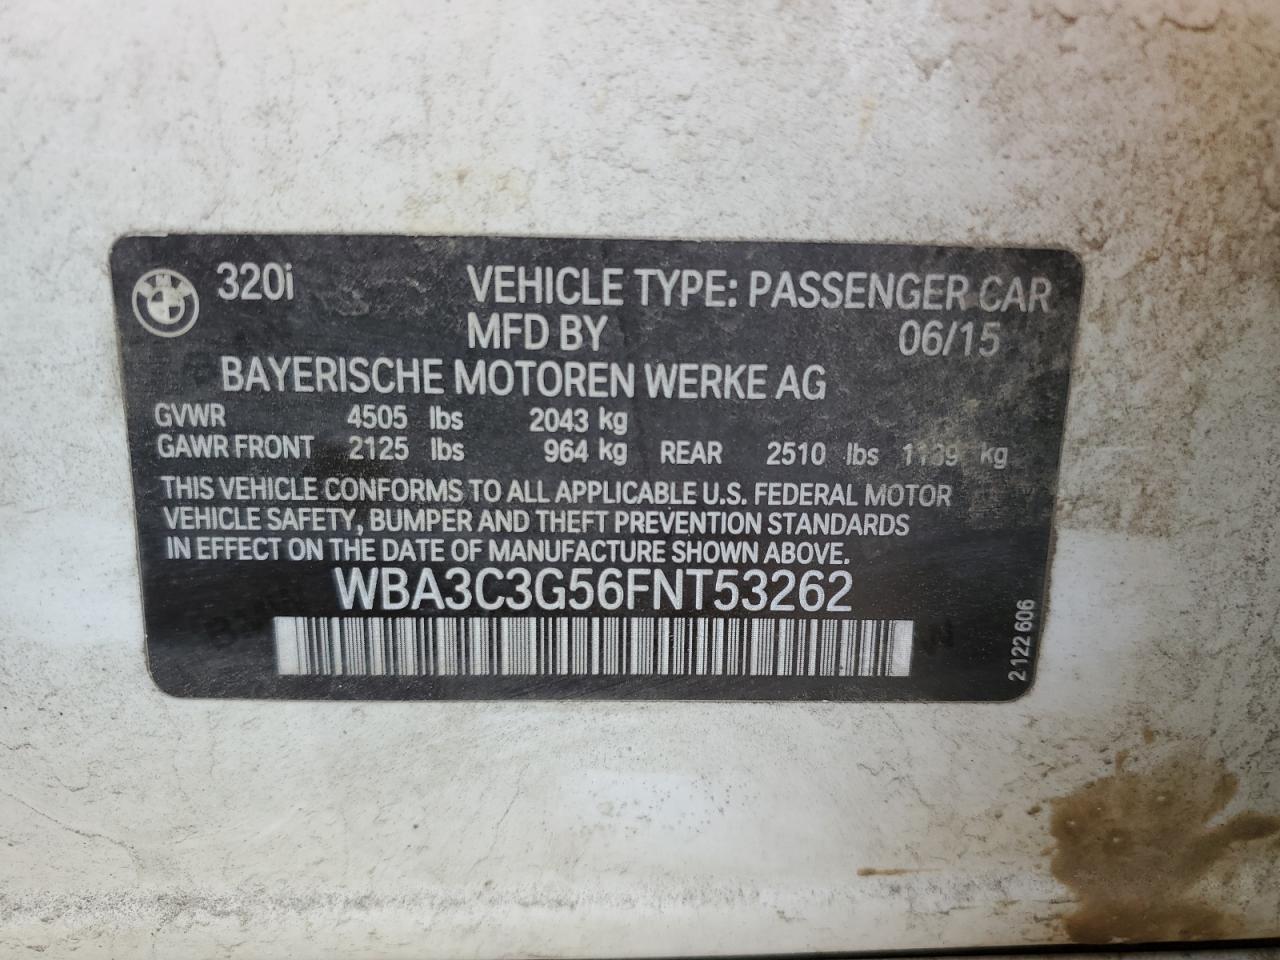 320i VEHICLE TYPE: PASSENGER CAR
MFD BY 06/15
BAYERISCHE MOTOREN WERKE AG
GVWR 4505 lbs 2043 kg
GAWR FRONT 2125 lbs 964 kg REAR 2510 lbs 1139 kg
THIS VEHICLE CONFORMS TO ALL APPLICABLE U.S. FEDERAL MOTOR
VEHICLE SAFETY, BUMPER AND THEFT PREVENTION STANDARDS
IN EFFECT ON THE DATE OF MANUFACTURE SHOWN ABOVE.
WBA3C3G56FNT53262
2 122 606